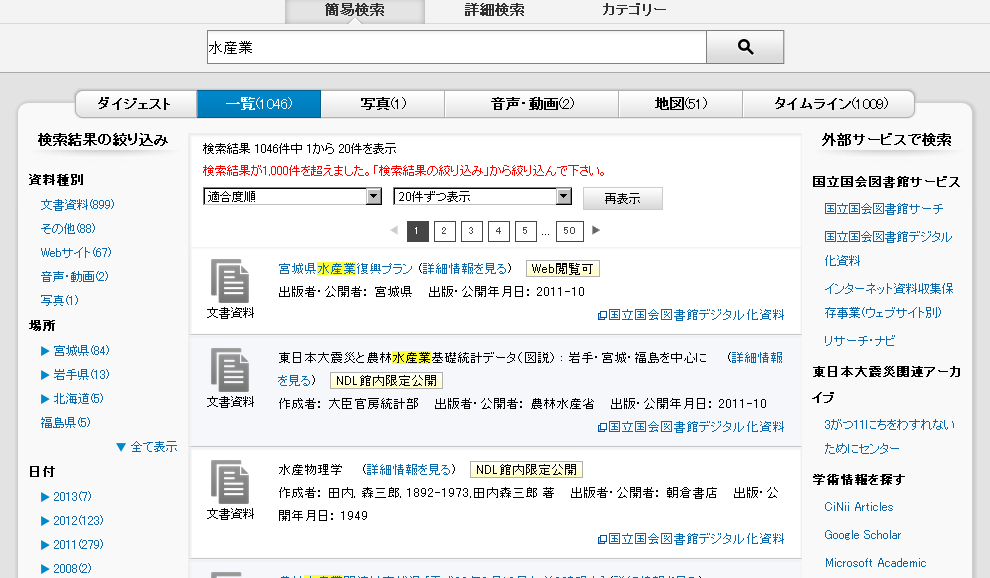 簡易検索 詳細検索 カテゴリー
水産業
ダイジェスト 一覧(1046) 写真(1) 音声・動画(2) 地図(51) タイムライン(1009)
検索結果の絞り込み
資料種別
文書資料(899)
その他(88)
Webサイト(67)
音声・動画(2)
写真(1)
場所
▶ 宮城県(84)
▶ 岩手県(13)
▶ 北海道(5)
福島県(5)
▼ 全て表示
日付
▶ 2013(7)
▶ 2012(123)
▶ 2011(279)
▶ 2008(2)
検索結果 1046件中 1から 20件を表示
検索結果が1,000件を超えました。「検索結果の絞り込み」から絞り込んで下さい。
適合度順 20件ずつ表示 再表示
1 2 3 4 5 ... 50
宮城県水産業復興プラン (詳細情報を見る) Web閲覧可
出版者・公開者: 宮城県 出版・公開年月日: 2011-10
文書資料
国立国会図書館デジタル化資料
東日本大震災と農林水産業基礎統計データ(図説) : 岩手・宮城・福島を中心に (詳細情報
を見る) NDL館内限定公開
文書資料
作成者: 大臣官房統計部 出版者・公開者: 農林水産省 出版・公開年月日: 2011-10
国立国会図書館デジタル化資料
水産物理学 (詳細情報を見る) NDL館内限定公開
作成者: 田内, 森三郎, 1892-1973,田内森三郎 著 出版者・公開者: 朝倉書店 出版・公
文書資料
開年月日: 1949
国立国会図書館デジタル化資料
外部サービスで検索
国立国会図書館サービス
国立国会図書館サーチ
国立国会図書館デジタル
化資料
インターネット資料収集保
存事業(ウェブサイト別)
リサーチ・ナビ
東日本大震災関連アーカ
イブ
3がつ11にちをわすれない
ためにセンター
学術情報を探す
CiNii Articles
Google Scholar
Microsoft Academic